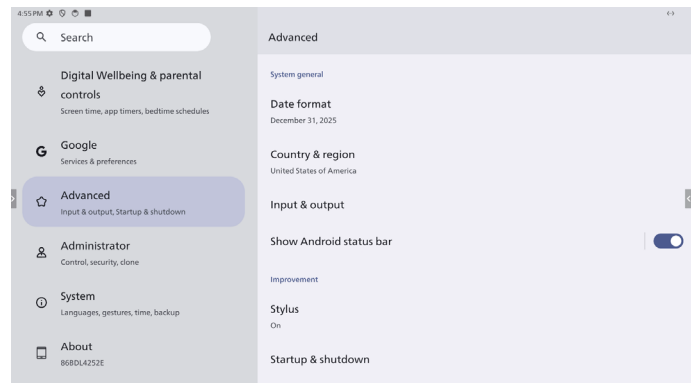 4:55 PM
Search
Digital Wellbeing & parental
controls
Screen time, app timers, bedtime schedules
Google
Services & preferences
Advanced
Input & output, Startup & shutdown
Administrator
Control, security, clone
System
Languages, gestures, time, backup
About
86BDL4252E
Advanced
System general
Date format
December 31, 2025
Country & region
United States of America
Input & output
Show Android status bar
Improvement
Stylus
On
Startup & shutdown